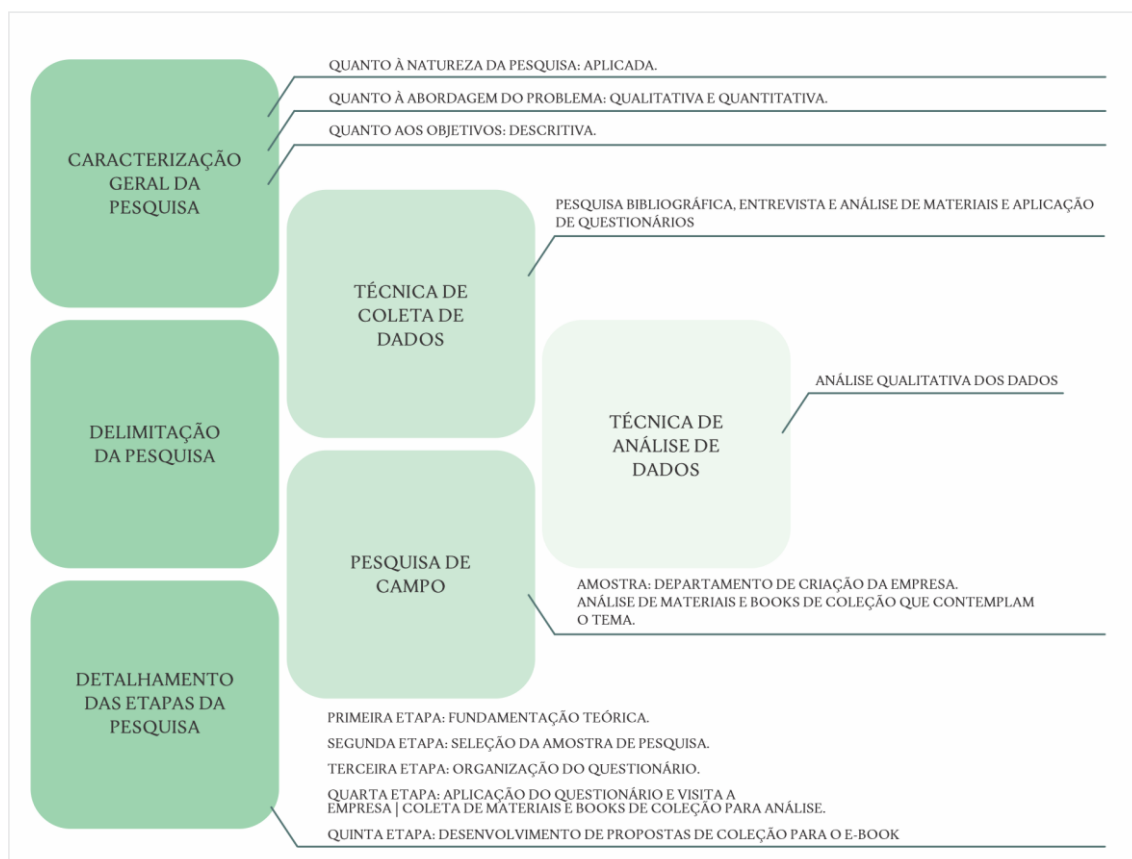 QUANTO À NATUREZA DA PESQUISA: APLICADA.
QUANTO À ABORDAGEM DO PROBLEMA: QUALITATIVA E QUANTITATIVA.
QUANTO AOS OBJETIVOS: DESCRITIVA.
CARACTERIZAÇÃO
GERAL DA
PESQUISA
PESQUISA BIBLIOGRÁFICA, ENTREVISTA E ANÁLISE DE MATERIAIS E APLICAÇÃO
DE QUESTIONÁRIOS
TÉCNICA DE
COLETA DE
DADOS
ANÁLISE QUALITATIVA DOS DADOS
DELIMITAÇÃO
DA PESQUISA
TÉCNICA DE
ANÁLISE DE
DADOS
PESQUISA DE
CAMPO
AMOSTRA: DEPARTAMENTO DE CRIAÇÃO DA EMPRESA.
ANÁLISE DE MATERIAIS E BOOKS DE COLEÇÃO QUE CONTEMPLAM
O TEMA.
DETALHAMENTO
DAS ETAPAS DA
PESQUISA
PRIMEIRA ETAPA: FUNDAMENTAÇÃO TEÓRICA.
SEGUNDA ETAPA: SELEÇÃO DA AMOSTRA DE PESQUISA.
TERCEIRA ETAPA: ORGANIZAÇÃO DO QUESTIONÁRIO.
QUARTA ETAPA: APLICAÇÃO DO QUESTIONÁRIO E VISITA A
EMPRESA | COLETA DE MATERIAIS E BOOKS DE COLEÇÃO PARA ANÁLISE.
QUINTA ETAPA: DESENVOLVIMENTO DE PROPOSTAS DE COLEÇÃO PARA O E-BOOK